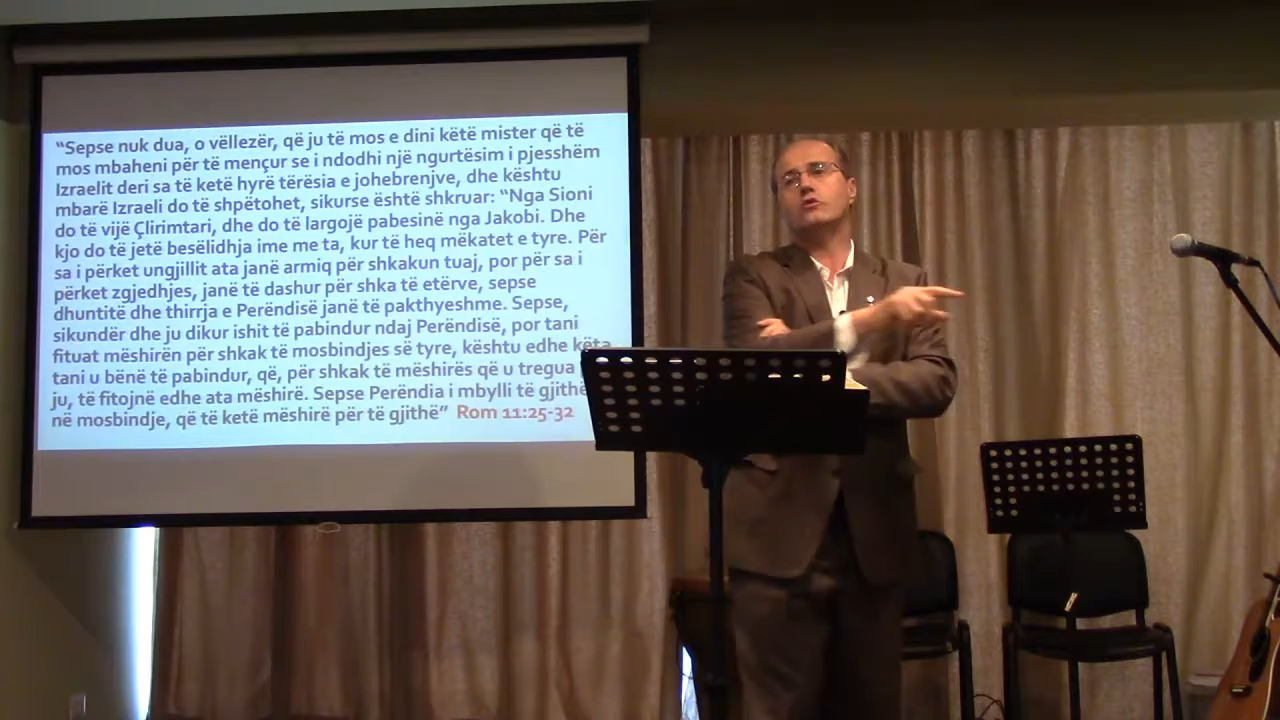 “Sepse nuk dua, o vëllezër, që ju të mos e dini këtë mister që të
mos mbaheni për të mençur se i ndodhi një ngurtësim i pjesshëm
Izraelit deri sa të ketë hyrë tërësia e johebrenjve, dhe kështu
mbarë Izraeli do të shpëtohet, sikurse është shkruar: “Nga Sioni
do të vijë Çlirimtari, dhe do të largojë pabesinë nga Jakobi. Dhe
kjo do të jetë besëlidhja ime me ta, kur të heq mëkatet e tyre. Për
sa i përket ungjillit ata janë armiq për shkakun tuaj, por për sa i
përket zgjedhjes, janë të dashur për shka të etërve, sepse
dhuntitë dhe thirrja e Perëndisë janë të pakthyeshme. Sepse,
sikundër dhe ju dikur ishit të pabindur ndaj Perëndisë, por tani
fituat mëshirën për shkak të mosbindjes së tyre, kështu edhe këta
tani u bënë të pabindur, që, për shkak të mëshirës që u tregua
ju, të fitojnë edhe ata mëshirë. Sepse Perëndia i mbylli të gjithë
në mosbindje, që të ketë mëshirë për të gjithë” Rom 11:25-32